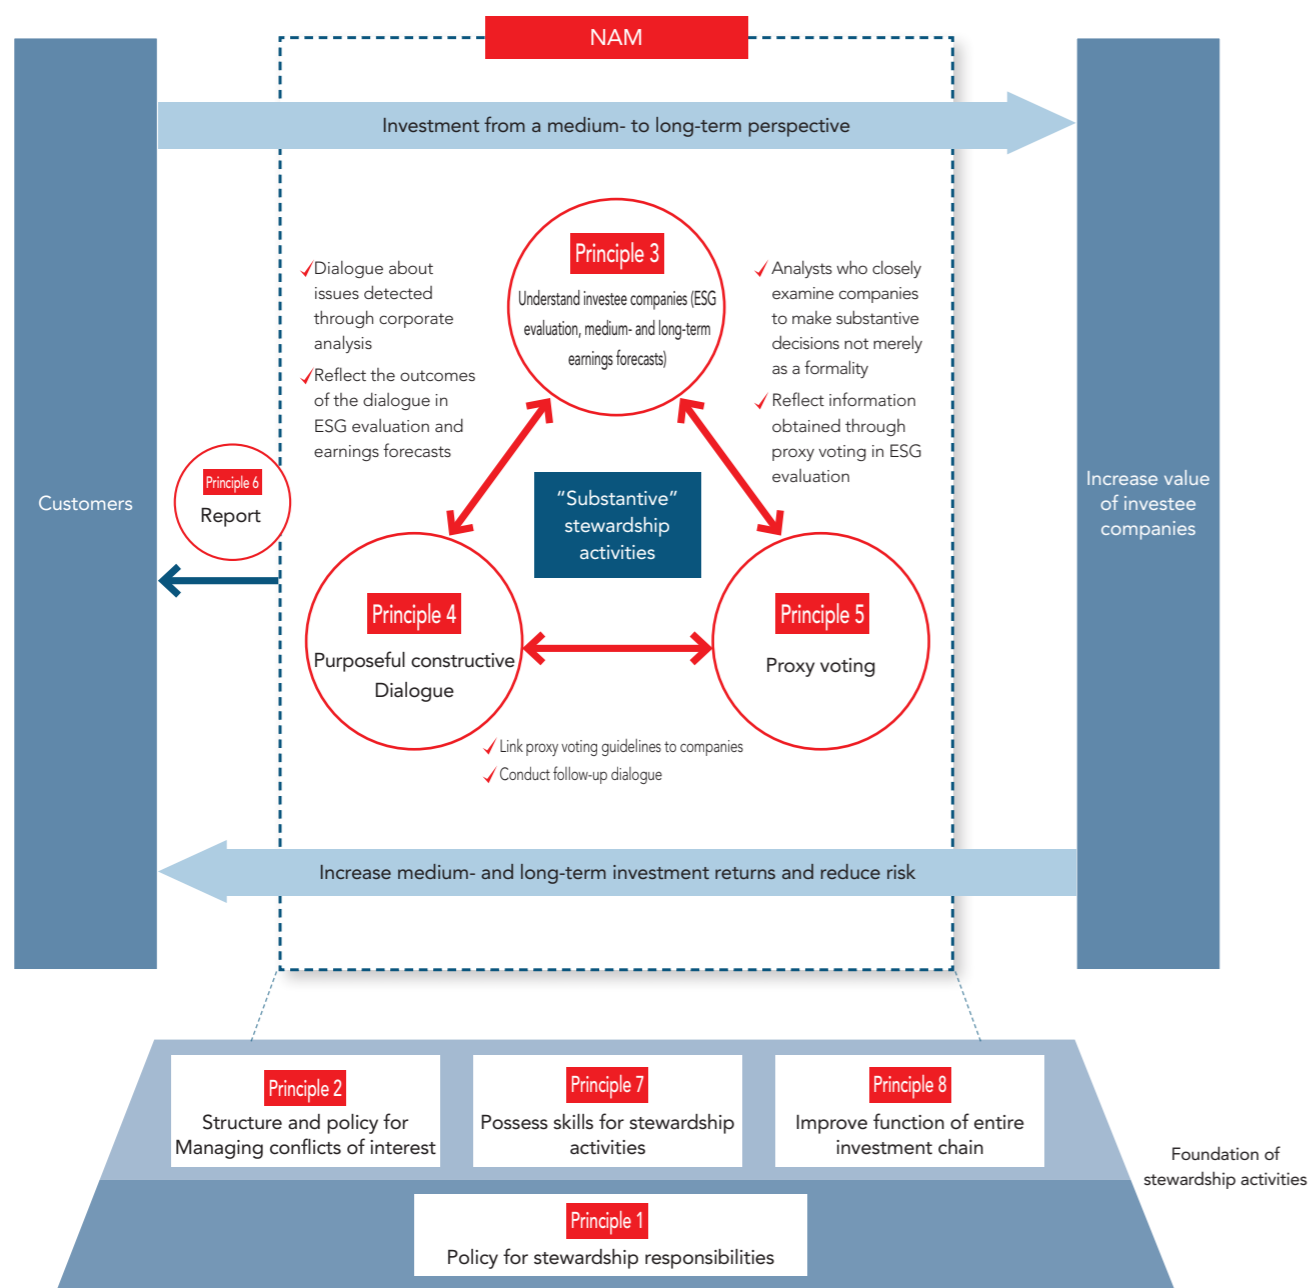 NAM
Investment from a medium- to long-term perspective
Customers
Principle 3
Understand investee companies (ESG
evaluation, medium- and long-term
earnings forecasts)
Dialogue about
issues detected
through corporate
analysis
Reflect the outcomes
of the dialogue in
ESG evaluation and
earnings forecasts
Analysts who closely
examine companies
to make substantive
decisions not merely
as a formality
Reflect information
obtained through
proxy voting in ESG
evaluation
Principle 6
Report
“Substantive”
stewardship
activities
Increase value
of investee
companies
Principle 4
Purposeful constructive
Dialogue
Principle 5
Proxy voting
Link proxy voting guidelines to companies
Conduct follow-up dialogue
Increase medium- and long-term investment returns and reduce risk
Principle 2
Structure and policy for
Managing conflicts of interest
Principle 7
Possess skills for stewardship
activities
Principle 8
Improve function of entire
investment chain
Foundation of
stewardship activities
Principle 1
Policy for stewardship responsibilities